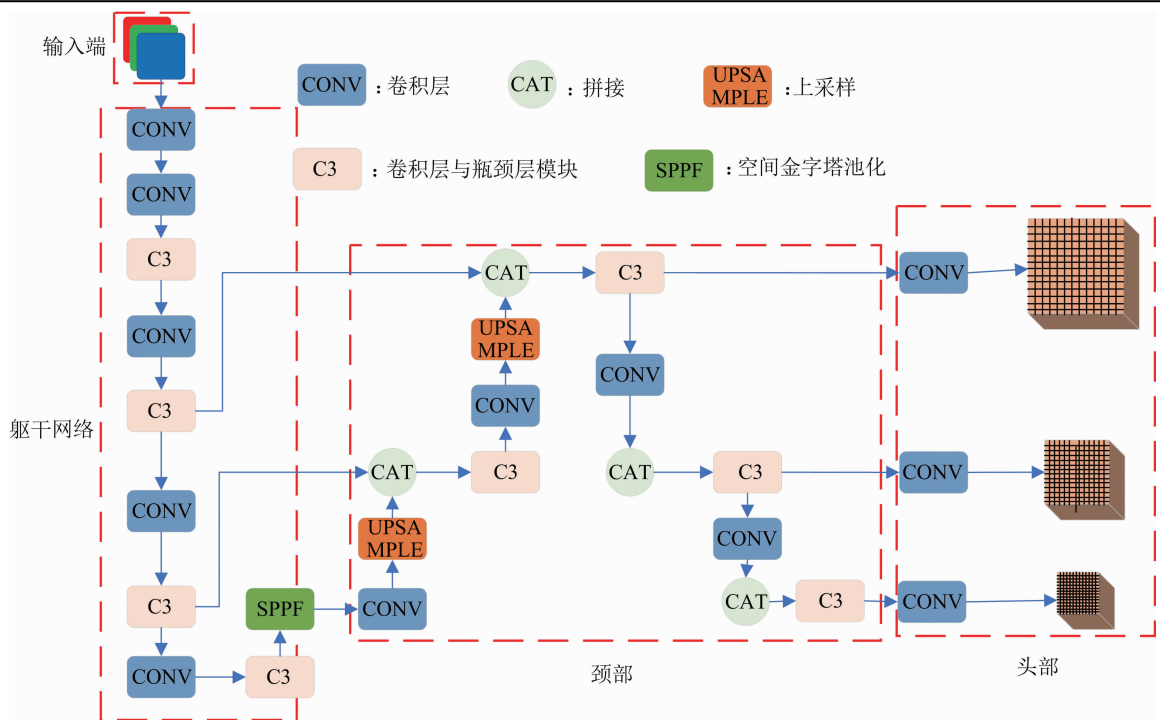 输入端
CONV
：卷积层
CAT
：拼接
UPSA
MPLE
：上采样
C3
：卷积层与瓶颈层模块
SPPF
：空间金字塔池化
躯干网络
CONV
CONV
C3
CONV
C3
CONV
C3
CONV
C3
SPPF
CONV
UPSA
MPLE
CAT
C3
CONV
UPSA
MPLE
CAT
C3
CONV
CAT
C3
CONV
CAT
C3
颈部
CONV
CONV
CONV
头部